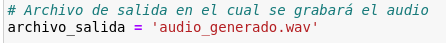 # Archivo de salida en el cual se grabará el audio
archivo_salida = 'audio_generado.wav'